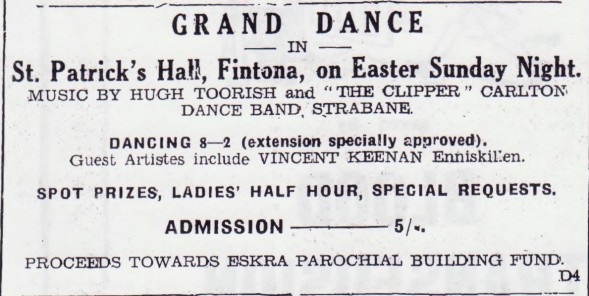 GRAND DANCE
— IN —
St. Patrick's Hall, Fintona, on Easter Sunday Night.
MUSIC BY HUGH TOORISH and "THE CLIPPER" CARLTON
DANCE BAND, STRABANE.
DANCING 8—2 (extension specially approved).
Guest Artistes include VINCENT KEENAN Enniskillen.
SPOT PRIZES, LADIES' HALF HOUR, SPECIAL REQUESTS.
ADMISSION ——— 5/-.
PROCEEDS TOWARDS ESKRA PAROCHIAL BUILDING FUND.
D4